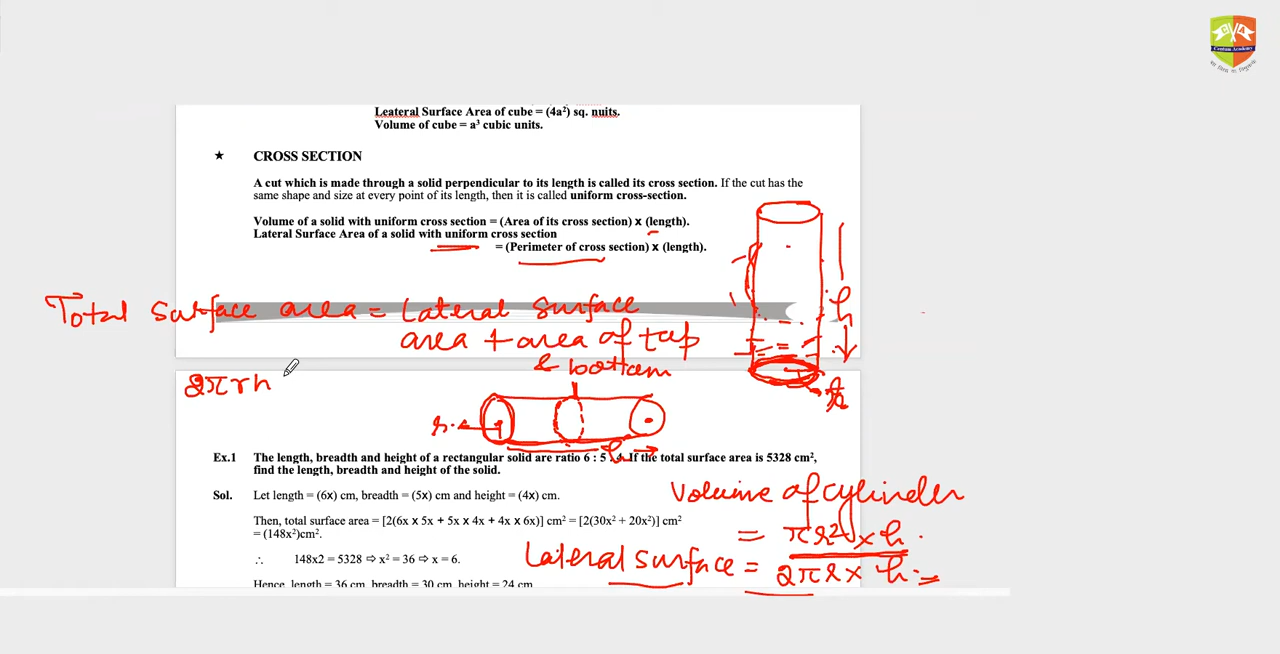 Leateral Surface Area of cube = (4a²) sq. nuits.
Volume of cube = a³ cubic units.
★ CROSS SECTION
A cut which is made through a solid perpendicular to its length is called its cross section. If the cut has the
same shape and size at every point of its length, then it is called uniform cross-section.
Volume of a solid with uniform cross section = (Area of its cross section) x (length).
Lateral Surface Area of a solid with uniform cross section
= (Perimeter of cross section) x (length).
Total Surface area = Lateral Surface
area + area of top
& bottom
h
r
2πrh
r
h
Ex.1 The length, breadth and height of a rectangular solid are ratio 6 : 5 : 4. If the total surface area is 5328 cm²,
find the length, breadth and height of the solid.
Sol. Let length = (6x) cm, breadth = (5x) cm and height = (4x) cm.
Then, total surface area = [2(6x x 5x + 5x x 4x + 4x x 6x)] cm² = [2(30x² + 20x²)] cm²
= (148x²)cm².
∴ 148x2 = 5328 ⇒ x² = 36 ⇒ x = 6.
Hence, length = 36 cm, breadth = 30 cm, height = 24 cm
Volume of cylinder
= πr² x h.
Lateral surface = 2πr x h
Centum Academy